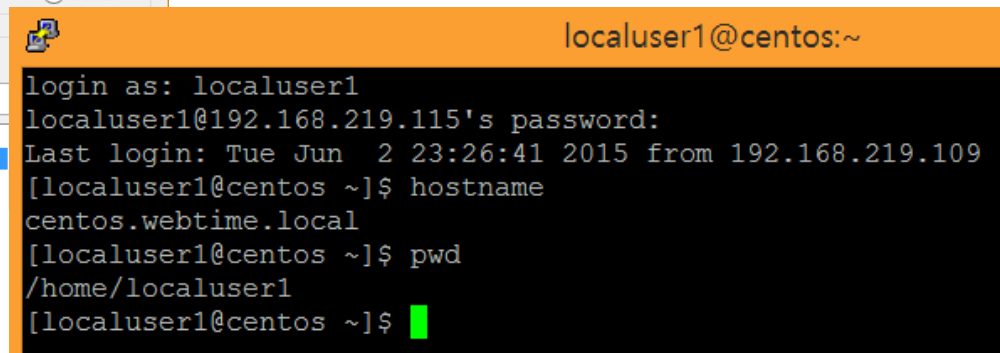 localuser1@centos:~
login as: localuser1
localuser1@192.168.219.115's password:
Last login: Tue Jun  2 23:26:41 2015 from 192.168.219.109
[localuser1@centos ~]$ hostname
centos.webtime.local
[localuser1@centos ~]$ pwd
/home/localuser1
[localuser1@centos ~]$